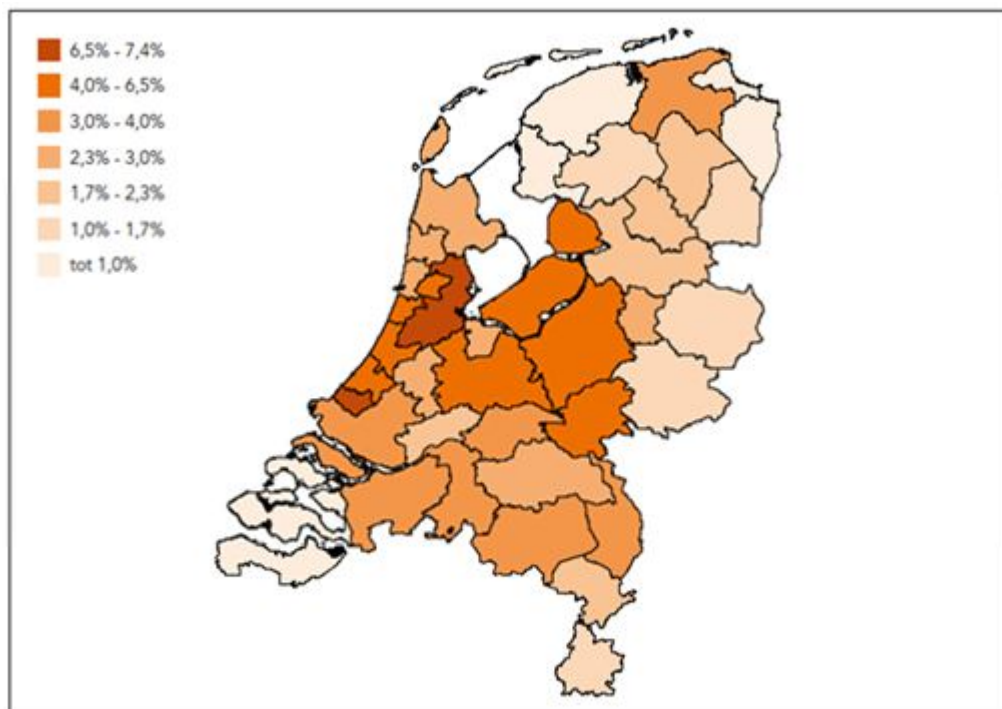 6,5% - 7,4%
4,0% - 6,5%
3,0% - 4,0%
2,3% - 3,0%
1,7% - 2,3%
1,0% - 1,7%
tot 1,0%